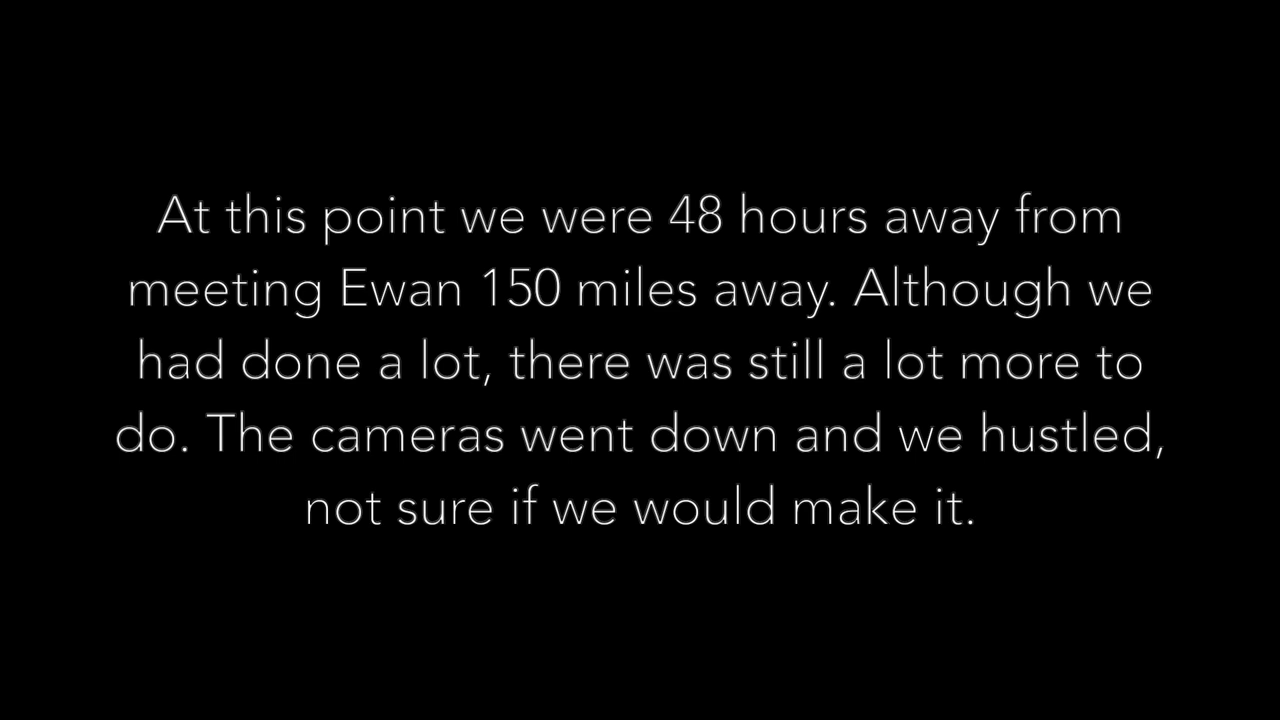 At this point we were 48 hours away from
meeting Ewan 150 miles away. Although we
had done a lot, there was still a lot more to
do. The cameras went down and we hustled,
not sure if we would make it.